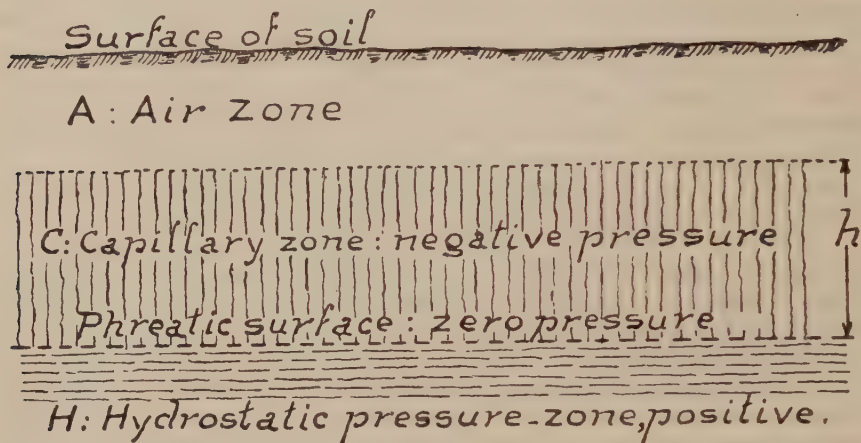 Surface of soil
A: Air zone
C: Capillary zone: negative pressure
h
Phreatic surface: zero pressure
H: Hydrostatic pressure-zone, positive.